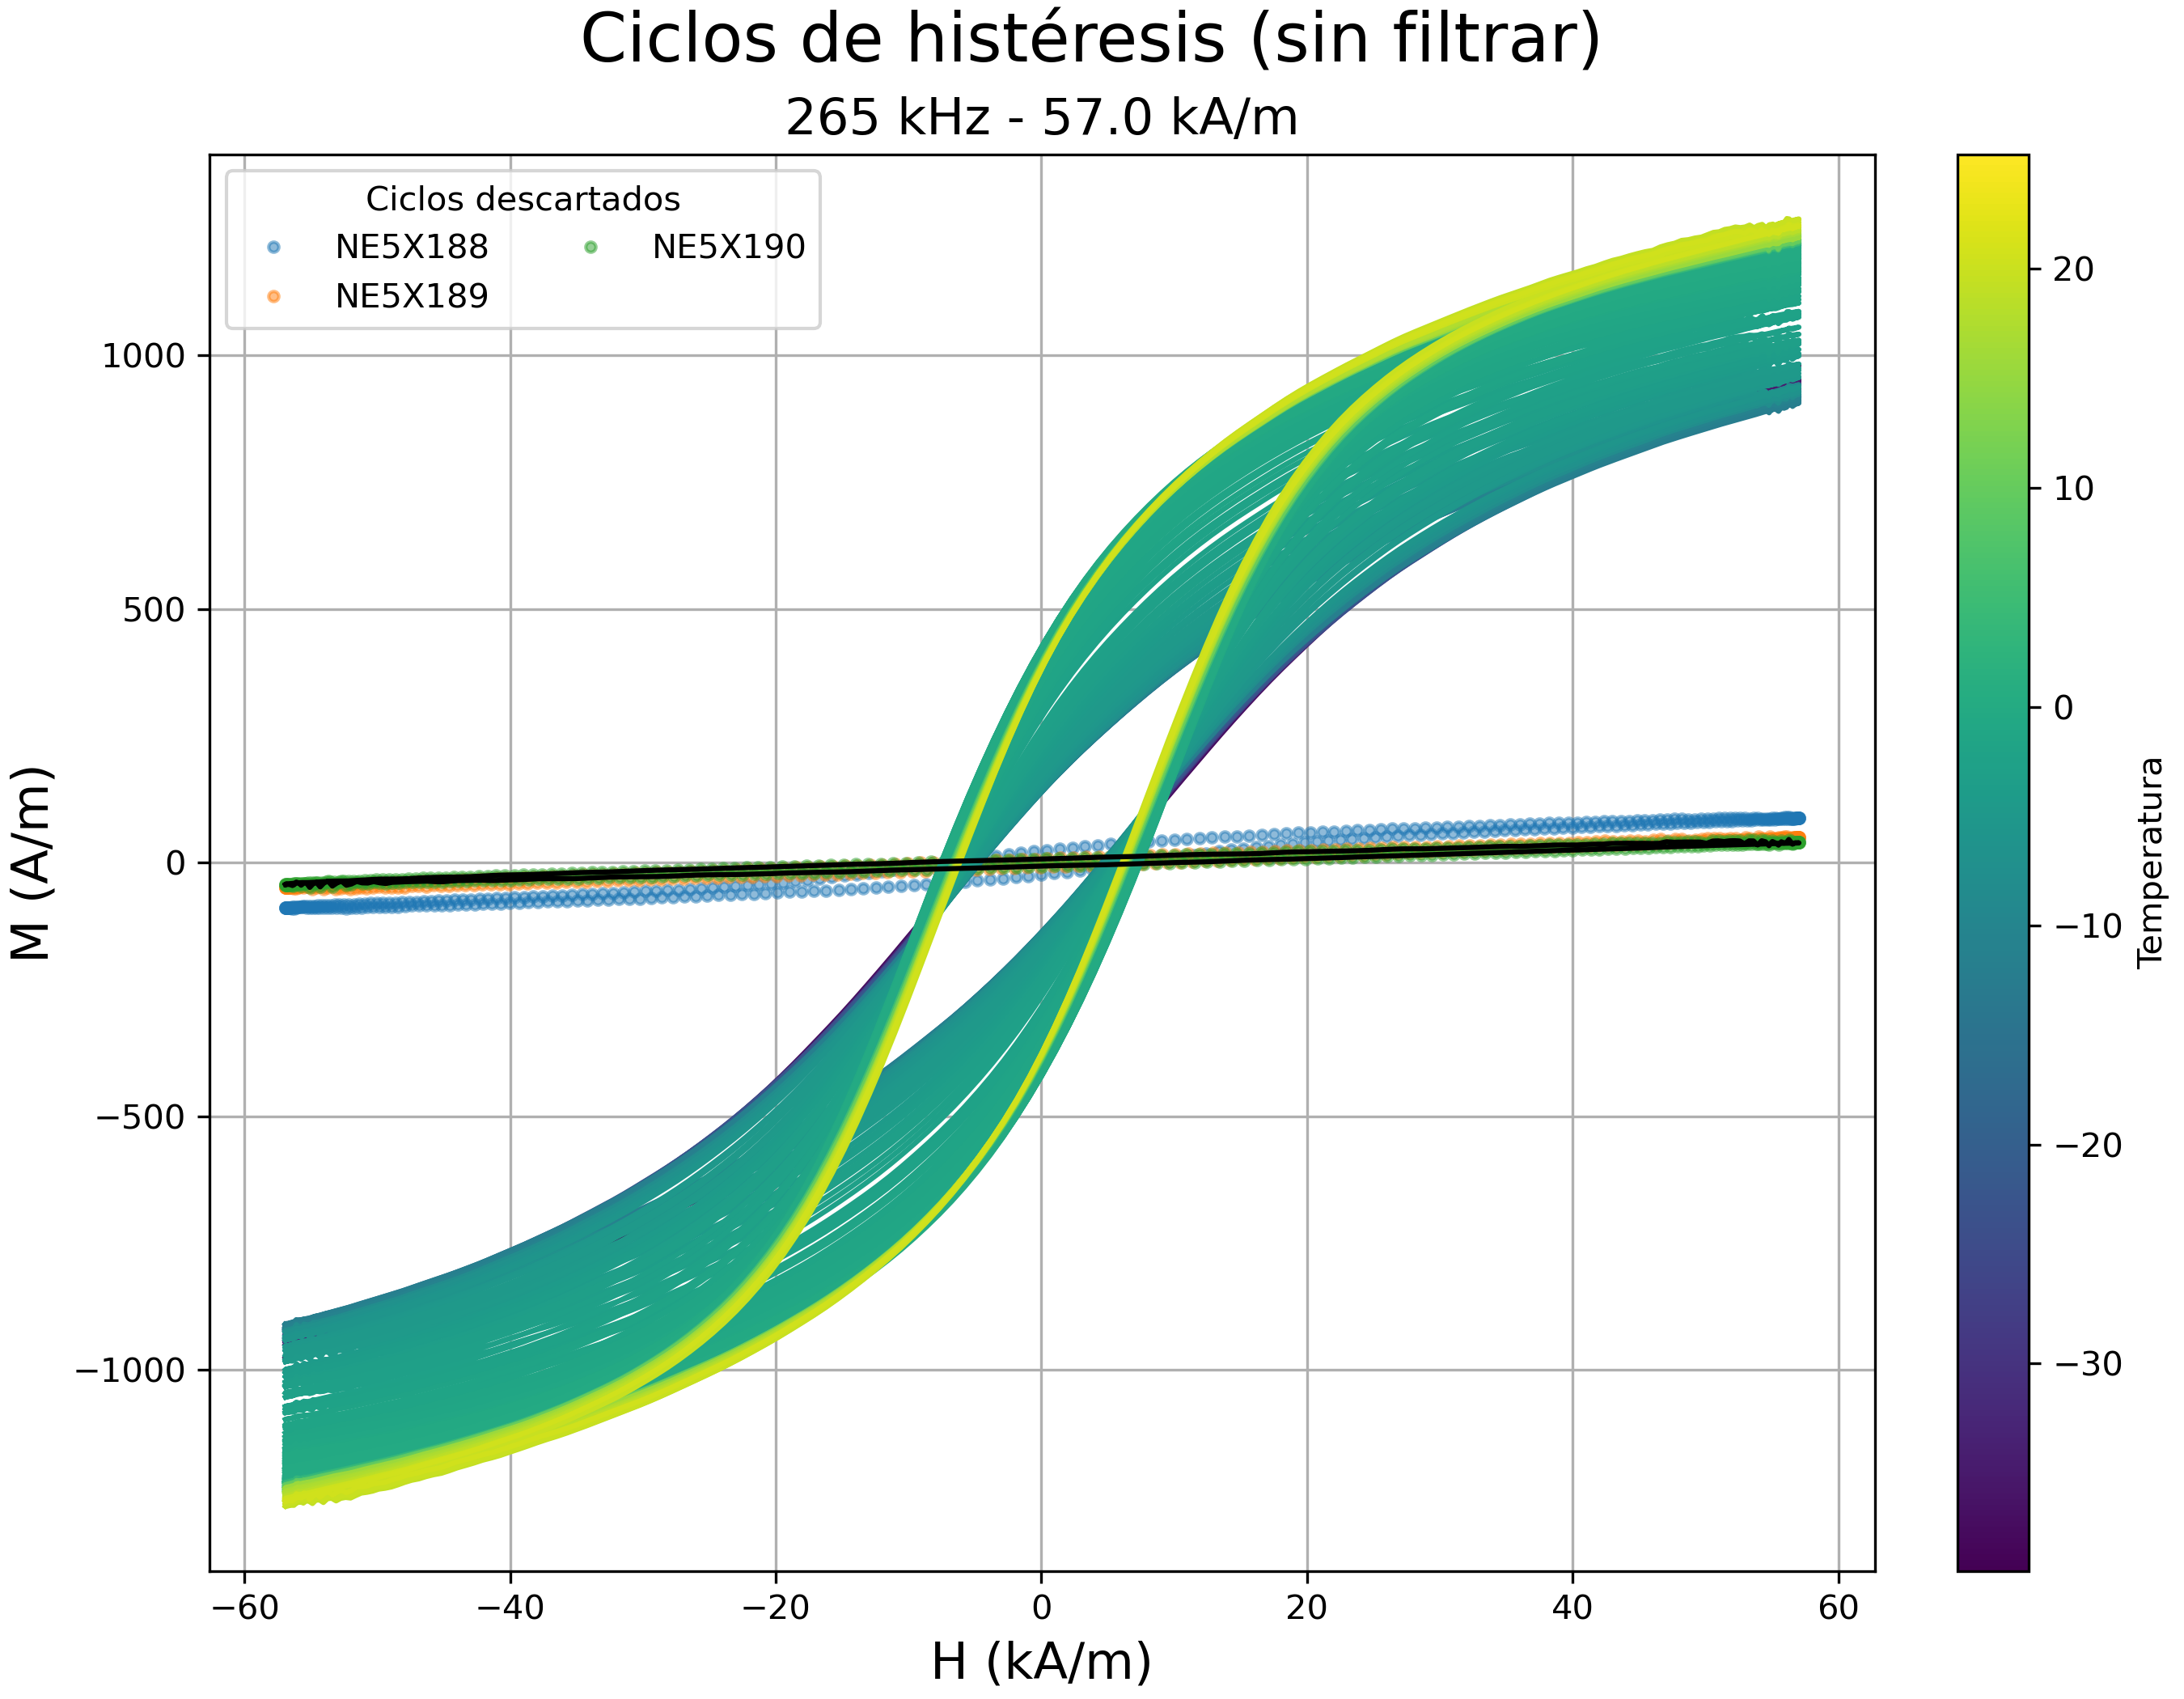 Ciclos de histéresis (sin filtrar)
265 kHz - 57.0 kA/m
Ciclos descartados
NE5X188
NE5X189
NE5X190
1000
500
0
−500
−1000
M (A/m)
−60
−40
−20
0
20
40
60
H (kA/m)
20
10
0
−10
−20
−30
Temperatura